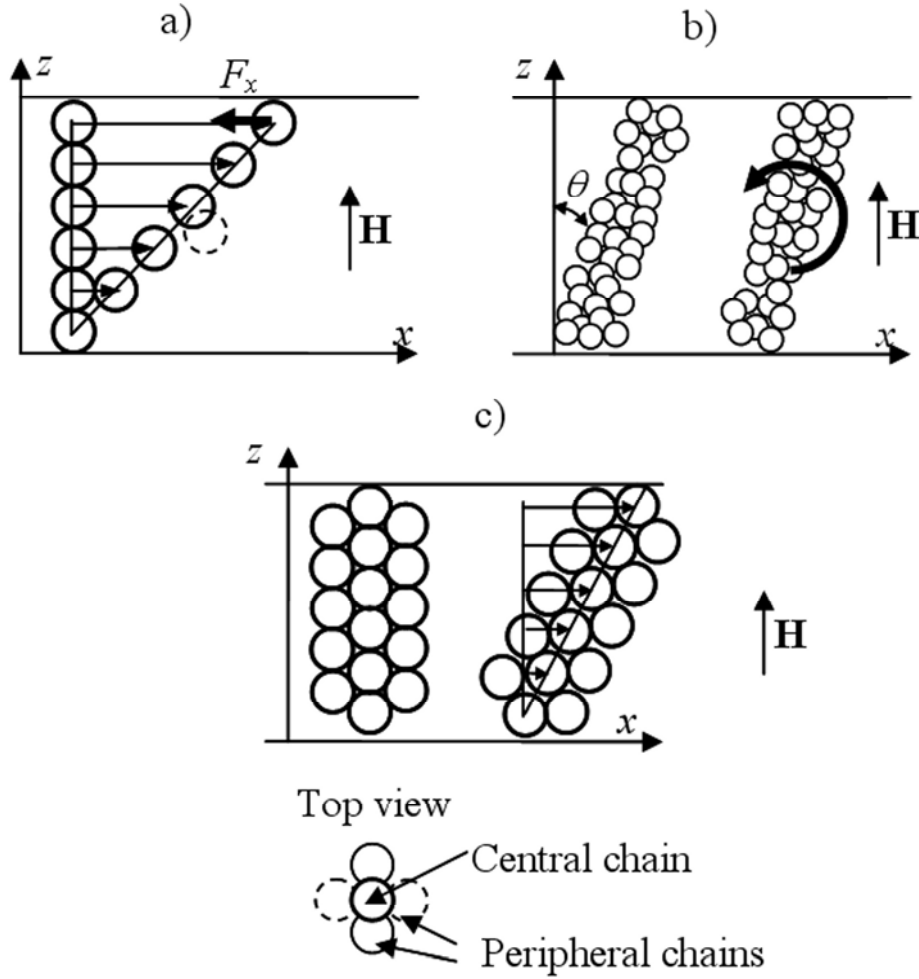 a)
z
F_x
H
x
b)
z
θ
H
x
c)
z
H
x
Top view
Central chain
Peripheral chains